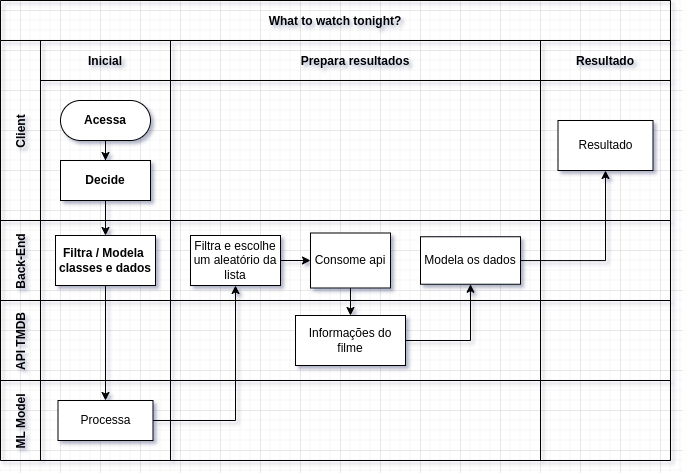 What to watch tonight?
Inicial
Prepara resultados
Resultado
Client
Acessa
Decide
Resultado
Back-End
Filtra / Modela
classes e dados
Filtra e escolhe
um aleatório da
lista
Consome api
Modela os dados
API TMDB
Informações do
filme
ML Model
Processa